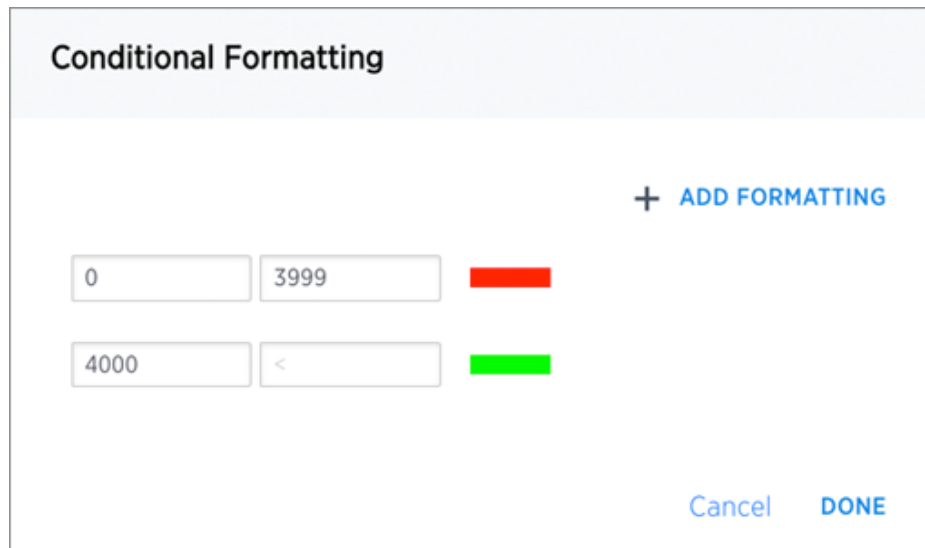 Conditional Formatting
+ ADD FORMATTING
0 3999
4000 <
Cancel DONE